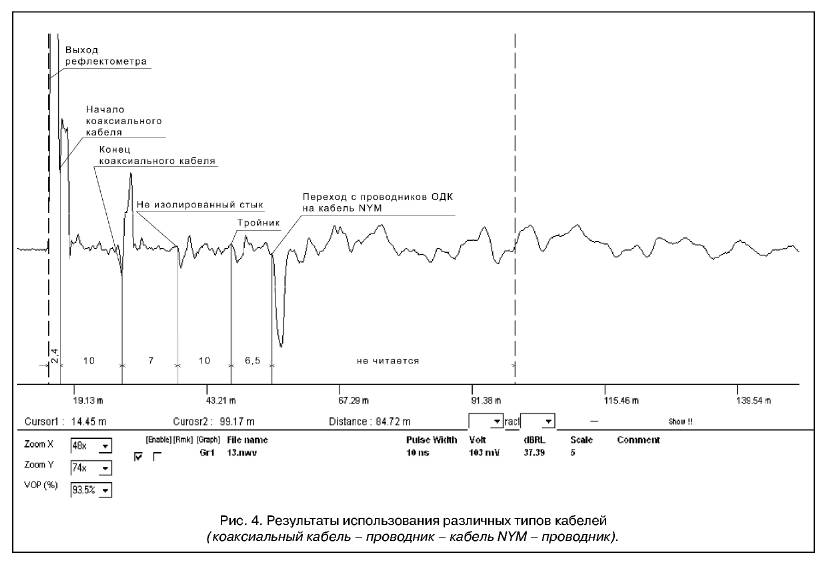 Выход
рефлектометра
Начало
коаксиального
кабеля
Конец
коаксиального кабеля
Не изолированный стык
Тройник
Переход с проводников ОДК
на кабель NYM
2,4
10
7
10
6,5
не читается
19.13 m
43.21 m
67.29 m
91.38 m
115.46 m
139.54 m
Cursor1 : 14.45 m
Curosr2 : 99.17 m
Distance : 84.72 m
ract
Show !!
Zoom X
48x
[Enable] [Rmk] [Graph] File name
Pulse Width
Volt
dBRL
Scale
Comment
Gr1
13.nwv
10 ns
103 mV
37.39
5
Zoom Y
74x
VOP (%)
93.5%
Рис. 4. Результаты использования различных типов кабелей
(коаксиальный кабель – проводник – кабель NYM – проводник).